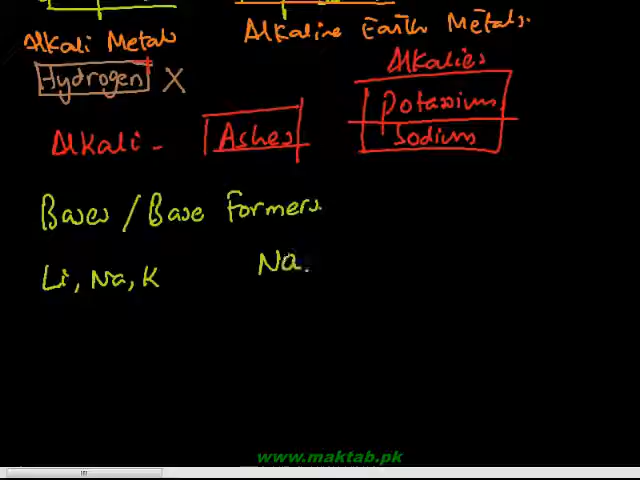 Alkali Metals
Alkaline Earth Metals.
Hydrogen X
Alkalies
Potassium
Sodium
Alkali - Ashes
Bases / Base Formers.
Li, Na, K
Na.
www.maktab.pk